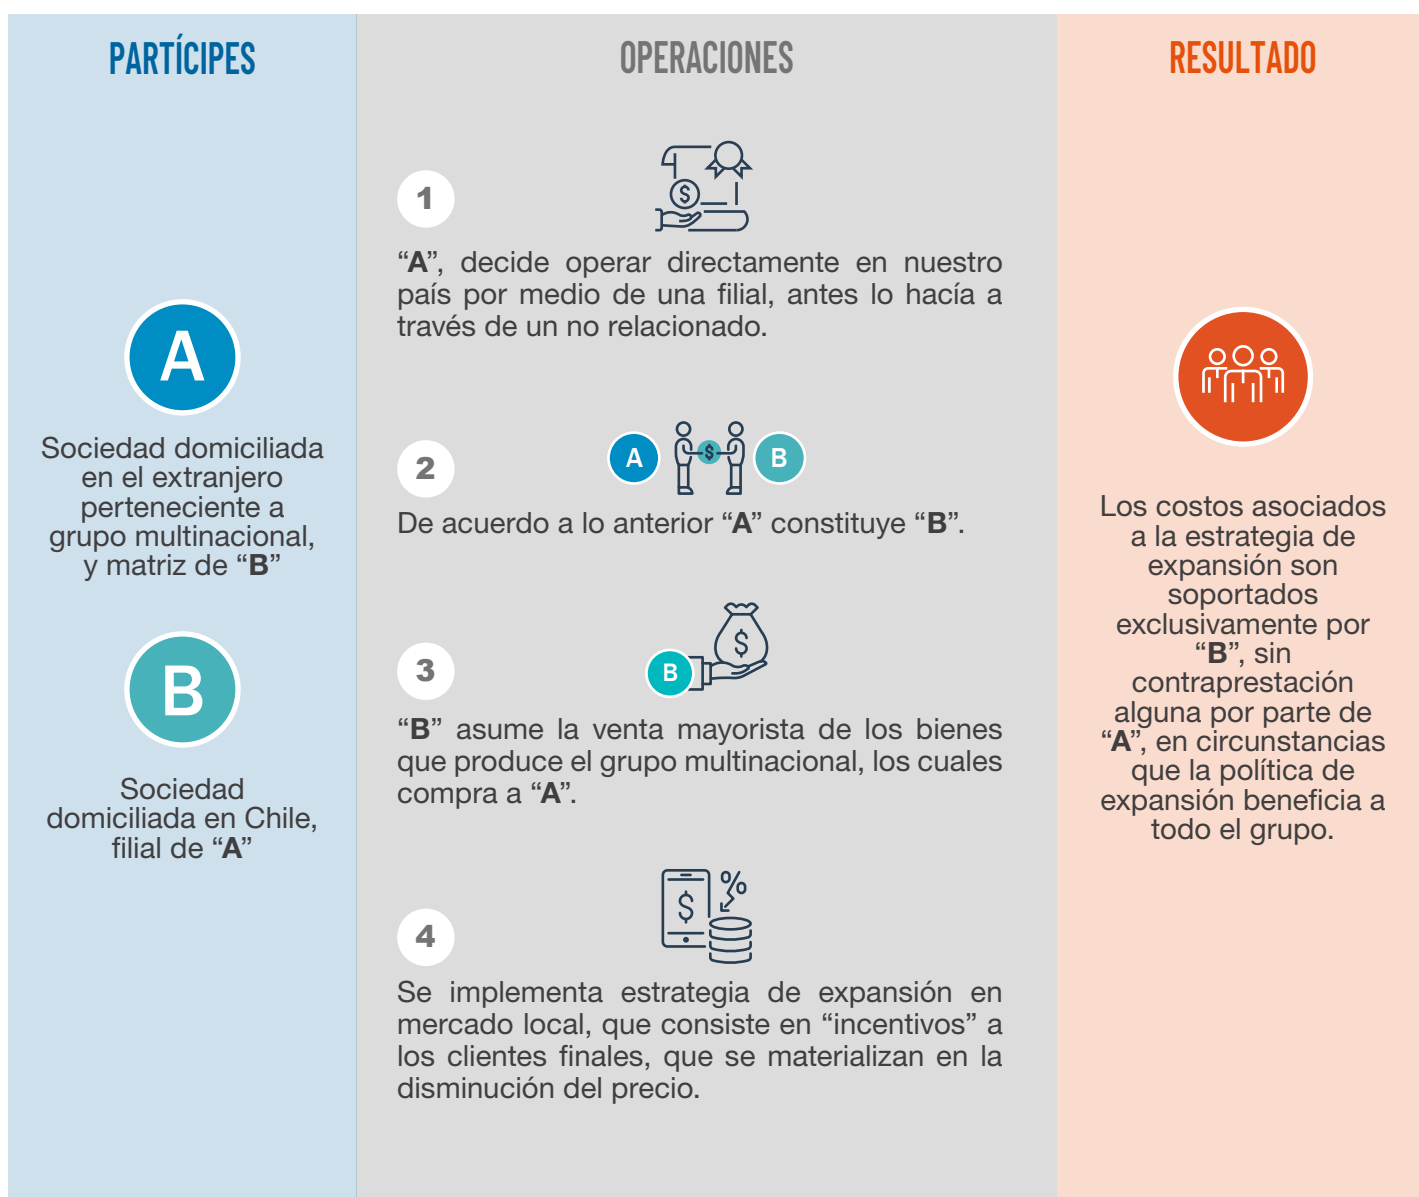 PARTÍCIPES
A
Sociedad domiciliada
en el extranjero
perteneciente a
grupo multinacional,
y matriz de “B”
B
Sociedad
domiciliada en Chile,
filial de “A”
OPERACIONES
1
“A”, decide operar directamente en nuestro
país por medio de una filial, antes lo hacía a
través de un no relacionado.
2
A
$
B
De acuerdo a lo anterior “A” constituye “B”.
3
B
$
“B” asume la venta mayorista de los bienes
que produce el grupo multinacional, los cuales
compra a “A”.
4
$
%
Se implementa estrategia de expansión en
mercado local, que consiste en “incentivos” a
los clientes finales, que se materializan en la
disminución del precio.
RESULTADO
Los costos asociados
a la estrategia de
expansión son
soportados
exclusivamente por
“B”, sin
contraprestación
alguna por parte de
“A”, en circunstancias
que la política de
expansión beneficia a
todo el grupo.